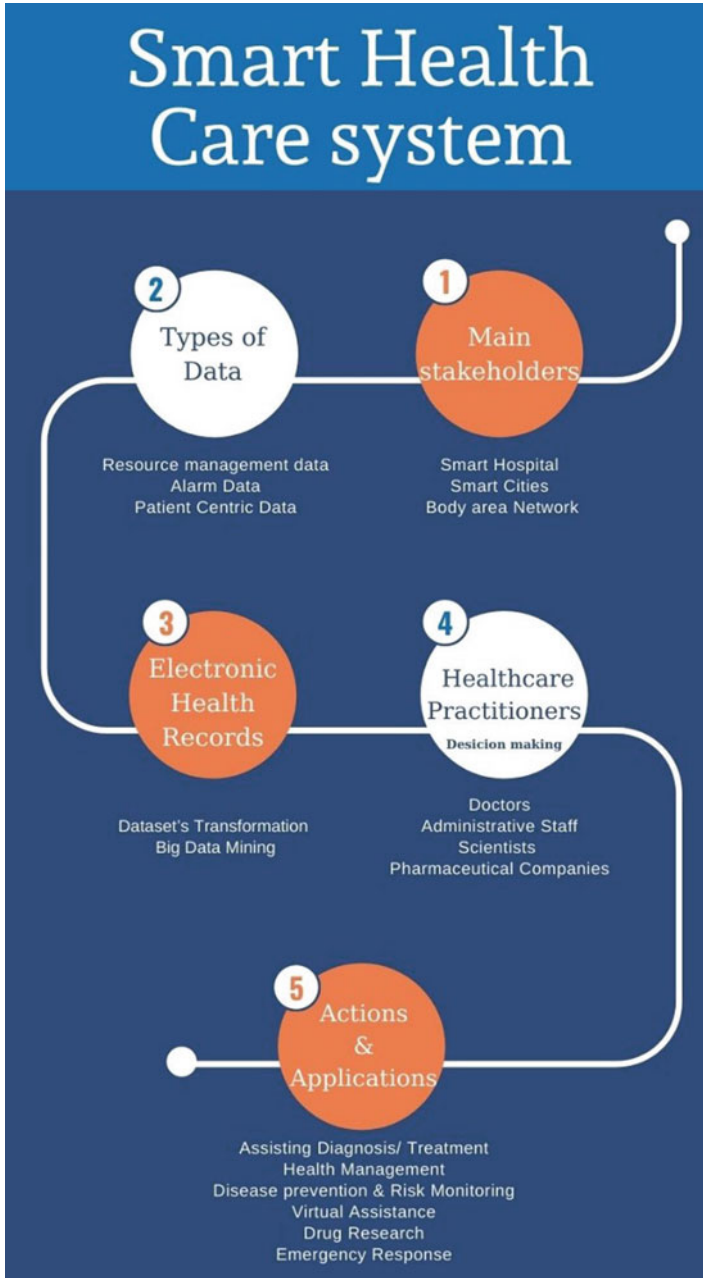 Smart Health
Care system
1
Main
stakeholders
Smart Hospital
Smart Cities
Body area Network
2
Types of
Data
Resource management data
Alarm Data
Patient Centric Data
3
Electronic
Health
Records
Dataset's Transformation
Big Data Mining
4
Healthcare
Practitioners
Desicion making
Doctors
Administrative Staff
Scientists
Pharmaceutical Companies
5
Actions
&
Applications
Assisting Diagnosis/ Treatment
Health Management
Disease prevention & Risk Monitoring
Virtual Assistance
Drug Research
Emergency Response